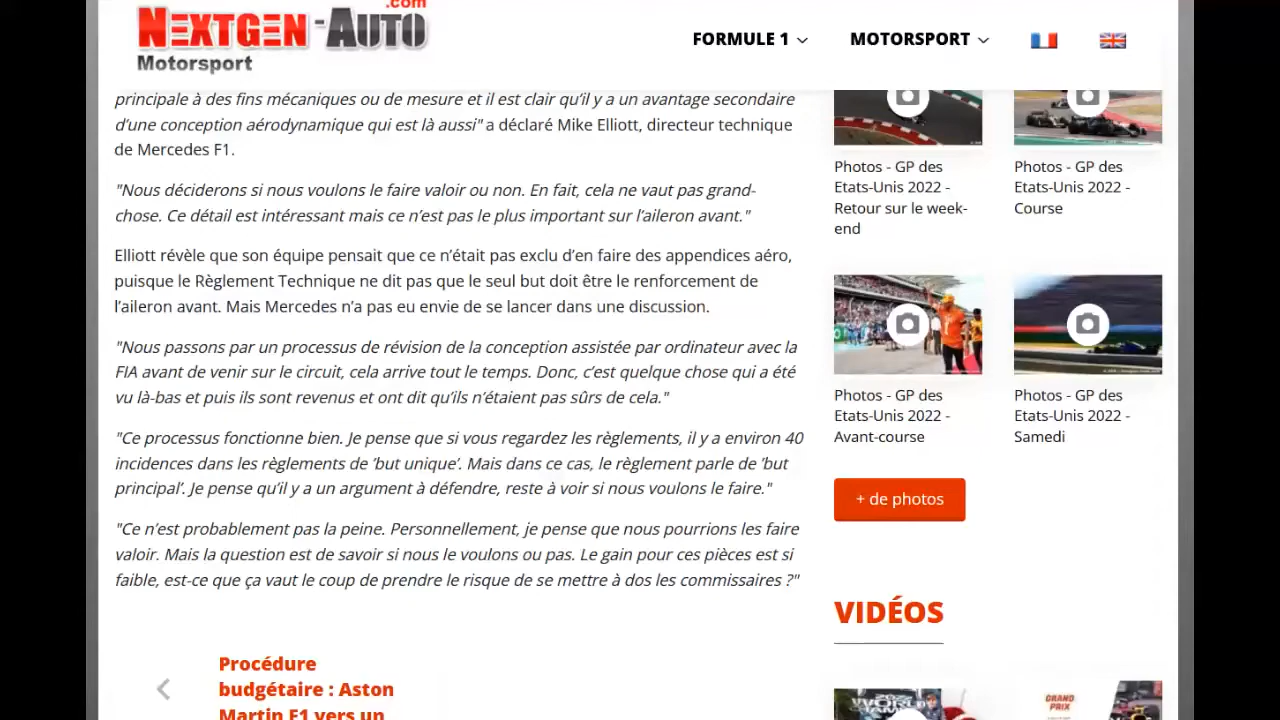 .com
NEXTGEN-AUTO
Motorsport
FORMULE 1
MOTORSPORT
principale à des fins mécaniques ou de mesure et il est clair qu’il y a un avantage secondaire
d’une conception aérodynamique qui est là aussi" a déclaré Mike Elliott, directeur technique
de Mercedes F1.
"Nous déciderons si nous voulons le faire valoir ou non. En fait, cela ne vaut pas grand-
chose. Ce détail est intéressant mais ce n’est pas le plus important sur l’aileron avant."
Elliott révèle que son équipe pensait que ce n’était pas exclu d’en faire des appendices aéro,
puisque le Règlement Technique ne dit pas que le seul but doit être le renforcement de
l’aileron avant. Mais Mercedes n’a pas eu envie de se lancer dans une discussion.
"Nous passons par un processus de révision de la conception assistée par ordinateur avec la
FIA avant de venir sur le circuit, cela arrive tout le temps. Donc, c’est quelque chose qui a été
vu là-bas et puis ils sont revenus et ont dit qu’ils n’étaient pas sûrs de cela."
"Ce processus fonctionne bien. Je pense que si vous regardez les règlements, il y a environ 40
incidences dans les règlements de ’but unique’. Mais dans ce cas, le règlement parle de ’but
principal’. Je pense qu’il y a un argument à défendre, reste à voir si nous voulons le faire."
"Ce n’est probablement pas la peine. Personnellement, je pense que nous pourrions les faire
valoir. Mais la question est de savoir si nous le voulons ou pas. Le gain pour ces pièces est si
faible, est-ce que ça vaut le coup de prendre le risque de se mettre à dos les commissaires ?"
Procédure
budgétaire : Aston
Martin F1 vers un
Photos - GP des
Etats-Unis 2022 -
Retour sur le week-
end
Photos - GP des
Etats-Unis 2022 -
Course
Photos - GP des
Etats-Unis 2022 -
Avant-course
Photos - GP des
Etats-Unis 2022 -
Samedi
+ de photos
VIDÉOS
GRAND
PRIX